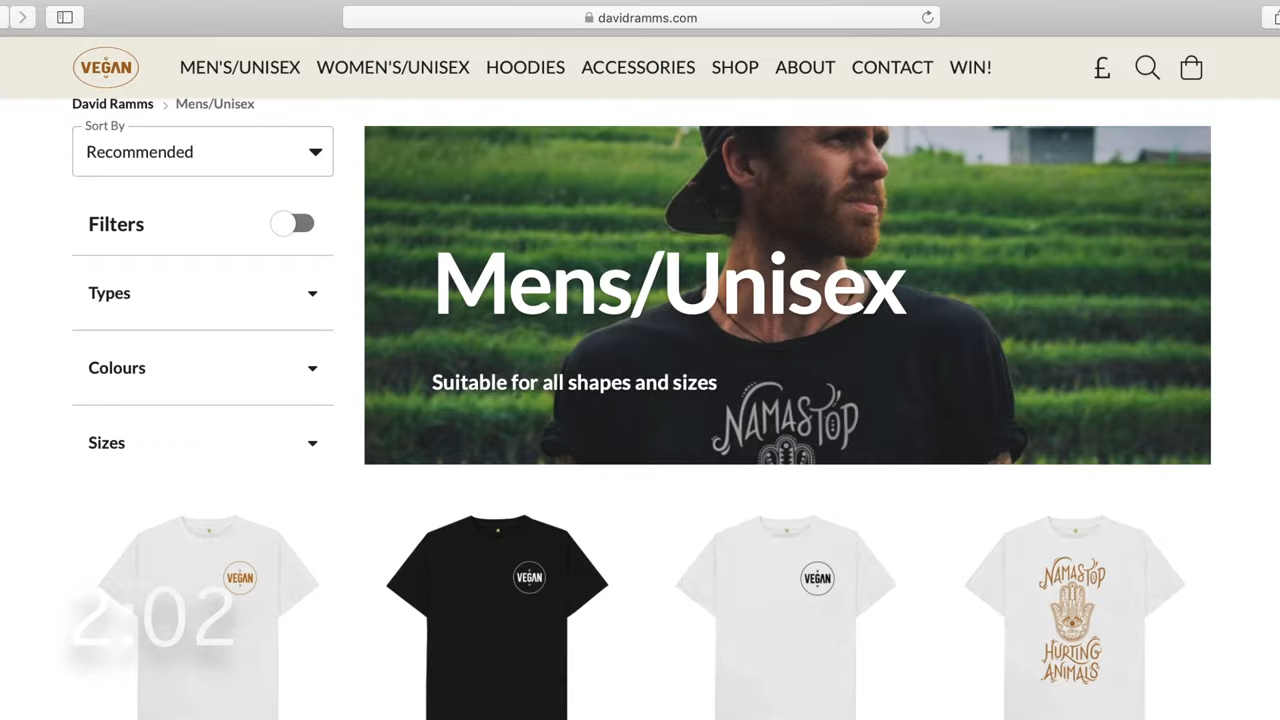 davidramms.com
VEGAN
MEN'S/UNISEX WOMEN'S/UNISEX HOODIES ACCESSORIES SHOP ABOUT CONTACT WIN! £
David Ramms > Mens/Unisex
Sort By
Recommended
Filters
Types
Colours
Sizes
Mens/Unisex
Suitable for all shapes and sizes
NAMASTOP
VEGAN
VEGAN
VEGAN
NAMASTOP
HURTING
ANIMALS
2:02